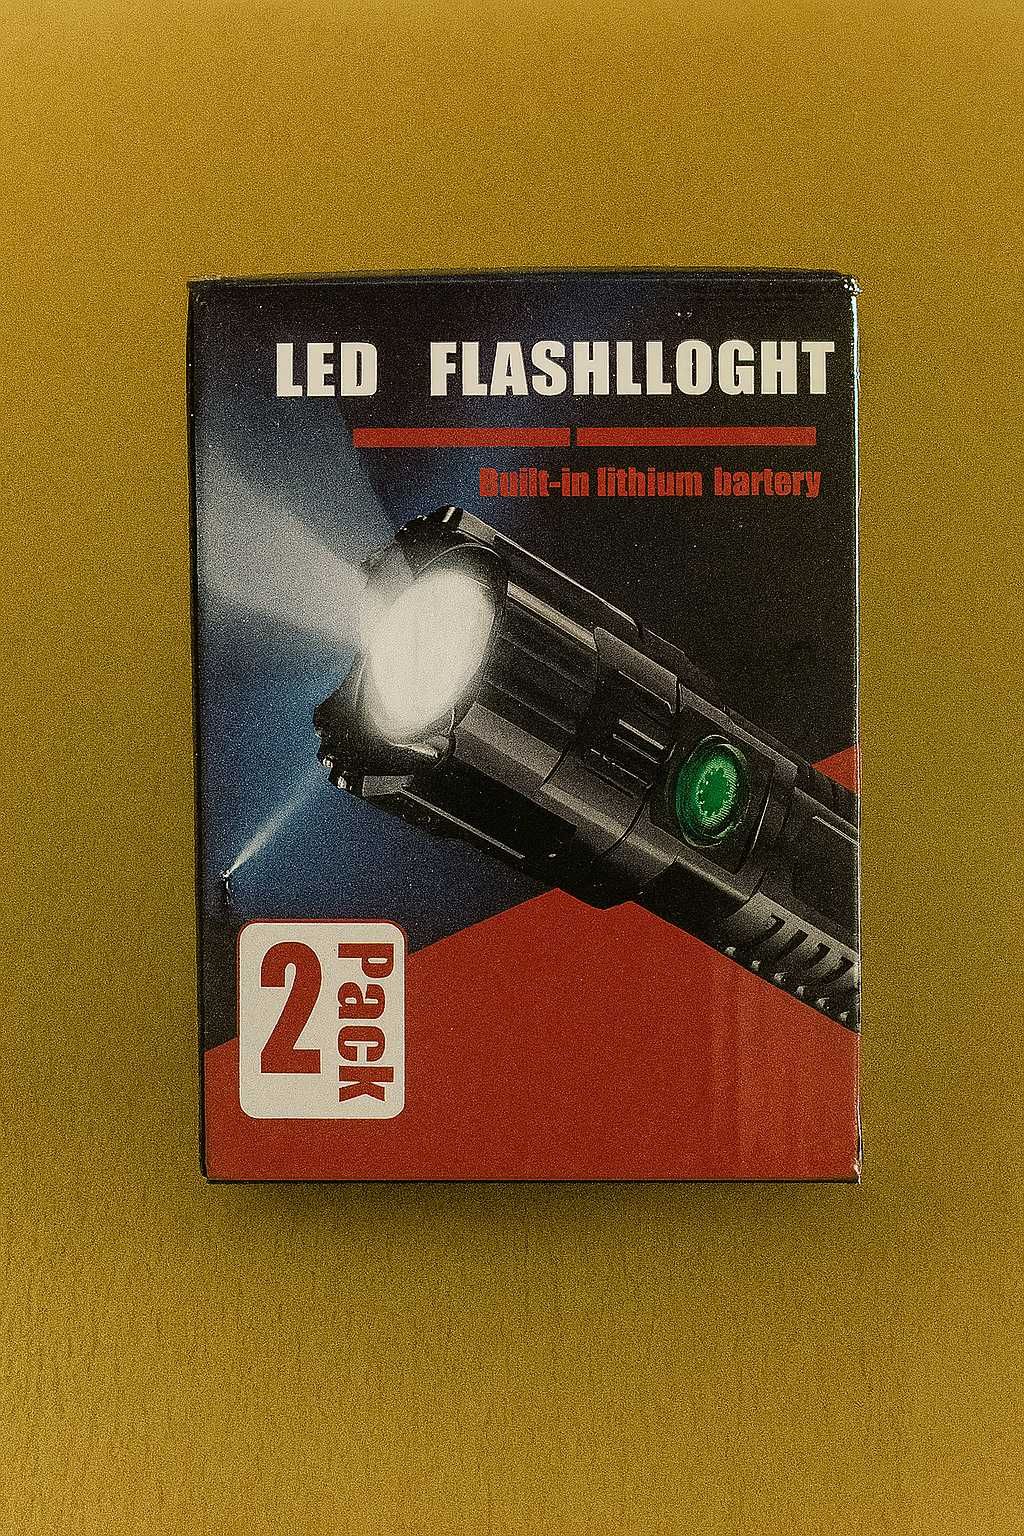 LED FLASHLLOGHT
Built-in lithium bartery
2 Pack